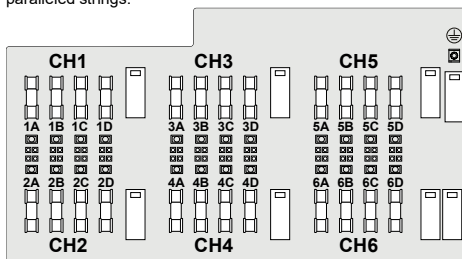 paralleled strings.
CH1 CH3 CH5
1A 1B 1C 1D 3A 3B 3C 3D 5A 5B 5C 5D
2A 2B 2C 2D 4A 4B 4C 4D 6A 6B 6C 6D
CH2 CH4 CH6